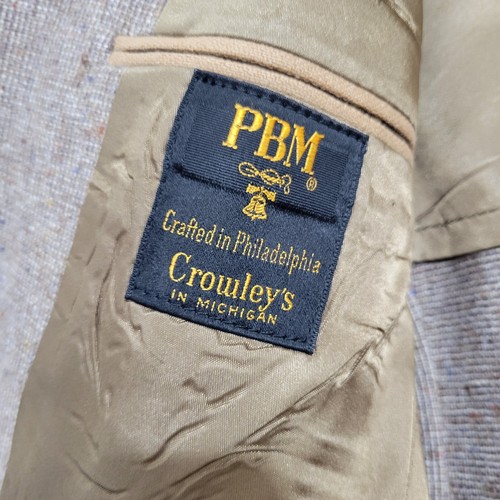 PBM
®
Crafted in Philadelphia
Crowley's
IN MICHIGAN